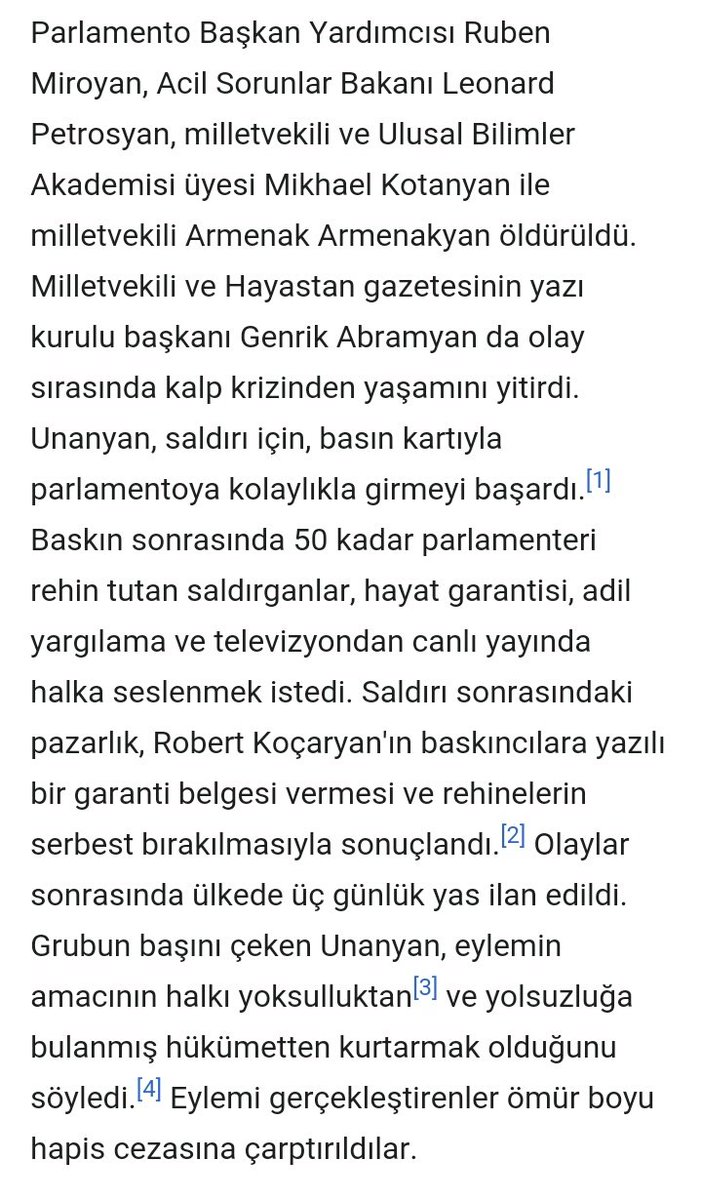 Parlamento Başkan Yardımcısı Ruben
Miroyan, Acil Sorunlar Bakanı Leonard
Petrosyan, milletvekili ve Ulusal Bilimler
Akademisi üyesi Mikhael Kotanyan ile
milletvekili Armenak Armenakyan öldürüldü.
Milletvekili ve Hayastan gazetesinin yazı
kurulu başkanı Genrik Abramyan da olay
sırasında kalp krizinden yaşamını yitirdi.
Unanyan, saldırı için, basın kartıyla
parlamentoya kolaylıkla girmeyi başardı.[1]
Baskın sonrasında 50 kadar parlamenteri
rehin tutan saldırganlar, hayat garantisi, adil
yargılama ve televizyondan canlı yayında
halka seslenmek istedi. Saldırı sonrasındaki
pazarlık, Robert Koçaryan'ın baskıncılara yazılı
bir garanti belgesi vermesi ve rehinelerin
serbest bırakılmasıyla sonuçlandı.[2] Olaylar
sonrasında ülkede üç günlük yas ilan edildi.
Grubun başını çeken Unanyan, eylemin
amacının halkı yoksulluktan[3] ve yolsuzluğa
bulanmış hükümetten kurtarmak olduğunu
söyledi.[4] Eylemi gerçekleştirenler ömür boyu
hapis cezasına çarptırıldılar.